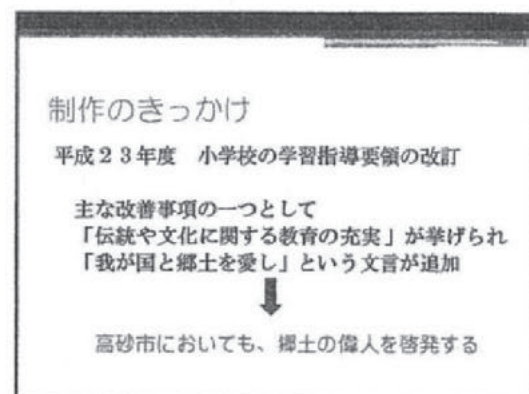 制作のきっかけ
平成23年度　小学校の学習指導要領の改訂
主な改善事項の一つとして
「伝統や文化に関する教育の充実」が挙げられ
「我が国と郷土を愛し」という文言が追加
高砂市においても、郷土の偉人を啓発する